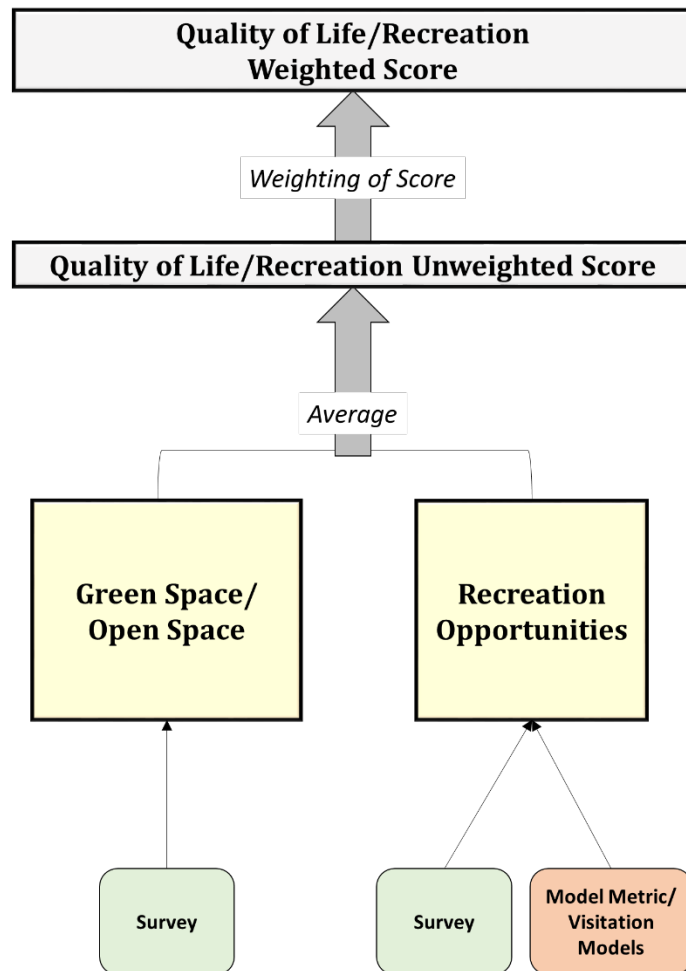 Quality of Life/Recreation
Weighted Score
Weighting of Score
Quality of Life/Recreation Unweighted Score
Average
Green Space/
Open Space
Recreation
Opportunities
Survey
Survey
Model Metric/
Visitation
Models